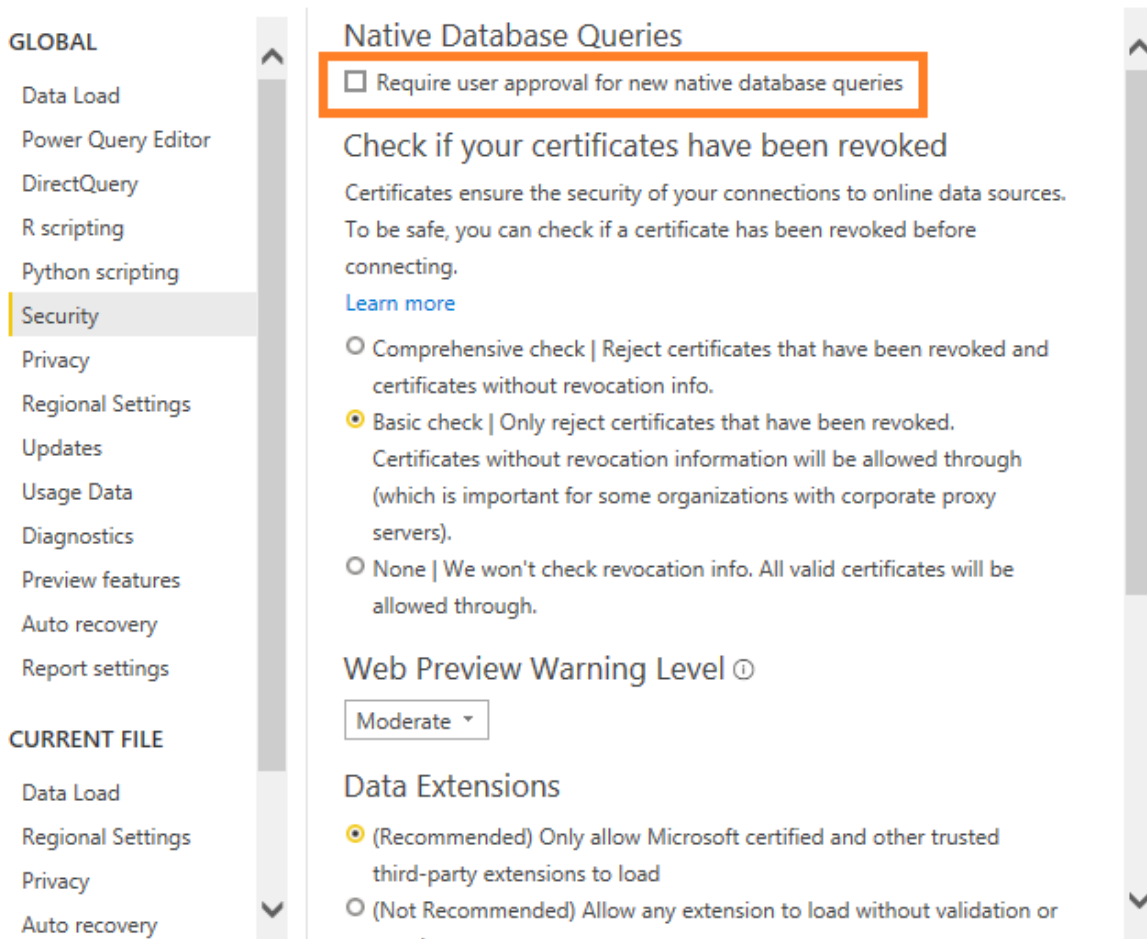 GLOBAL
Data Load
Power Query Editor
DirectQuery
R scripting
Python scripting
Security
Privacy
Regional Settings
Updates
Usage Data
Diagnostics
Preview features
Auto recovery
Report settings
CURRENT FILE
Data Load
Regional Settings
Privacy
Auto recovery
Native Database Queries
Require user approval for new native database queries
Check if your certificates have been revoked
Certificates ensure the security of your connections to online data sources.
To be safe, you can check if a certificate has been revoked before
connecting.
Learn more
Comprehensive check | Reject certificates that have been revoked and
certificates without revocation info.
Basic check | Only reject certificates that have been revoked.
Certificates without revocation information will be allowed through
(which is important for some organizations with corporate proxy
servers).
None | We won't check revocation info. All valid certificates will be
allowed through.
Web Preview Warning Level
Moderate
Data Extensions
(Recommended) Only allow Microsoft certified and other trusted
third-party extensions to load
(Not Recommended) Allow any extension to load without validation or